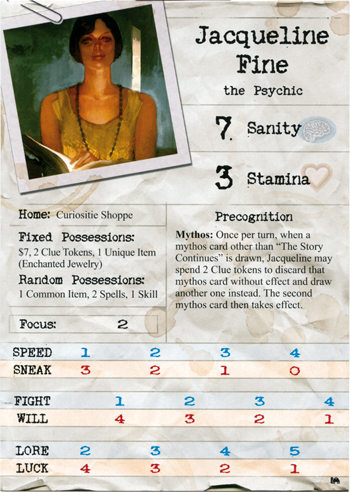 Jacqueline
Fine
the Psychic
7 Sanity
3 Stamina
Home: Curiositie Shoppe
Fixed Possessions:
$7, 2 Clue Tokens, 1 Unique Item
(Enchanted Jewelry)
Random Possessions:
1 Common Item, 2 Spells, 1 Skill
Focus: 2
Precognition
Mythos: Once per turn, when a
mythos card other than “The Story
Continues” is drawn, Jacqueline may
spend 2 Clue tokens to discard that
mythos card without effect and draw
another one instead. The second
mythos card then takes effect.
SPEED 1 2 3 4
SNEAK 3 2 1 0
FIGHT 1 2 3 4
WILL 4 3 2 1
LORE 2 3 4 5
LUCK 4 3 2 1